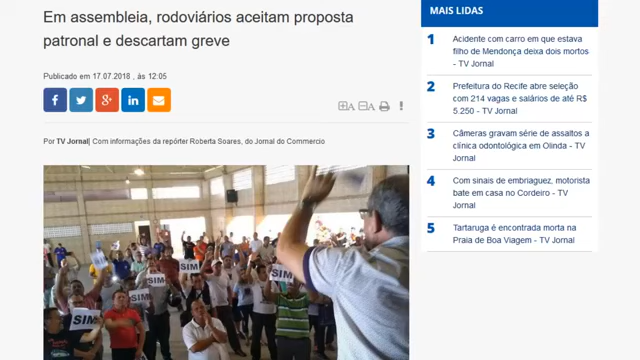 Em assembleia, rodoviários aceitam proposta
patronal e descartam greve
Publicado em 17.07.2018 , ás 12:05
A
A
Por TV Jornal| Com informações da repórter Roberta Soares, do Jornal do Commercio
SIM
SIM
SIM
SIM
MAIS LIDAS
1 Acidente com carro em que estava
filho de Mendonça deixa dois mortos
- TV Jornal
2 Prefeitura do Recife abre seleção
com 214 vagas e salários de até R$
5.250 - TV Jornal
3 Câmeras gravam série de assaltos a
clínica odontológica em Olinda - TV
Jornal
4 Com sinais de embriaguez, motorista
bate em casa no Cordeiro - TV
Jornal
5 Tartaruga é encontrada morta na
Praia de Boa Viagem - TV Jornal